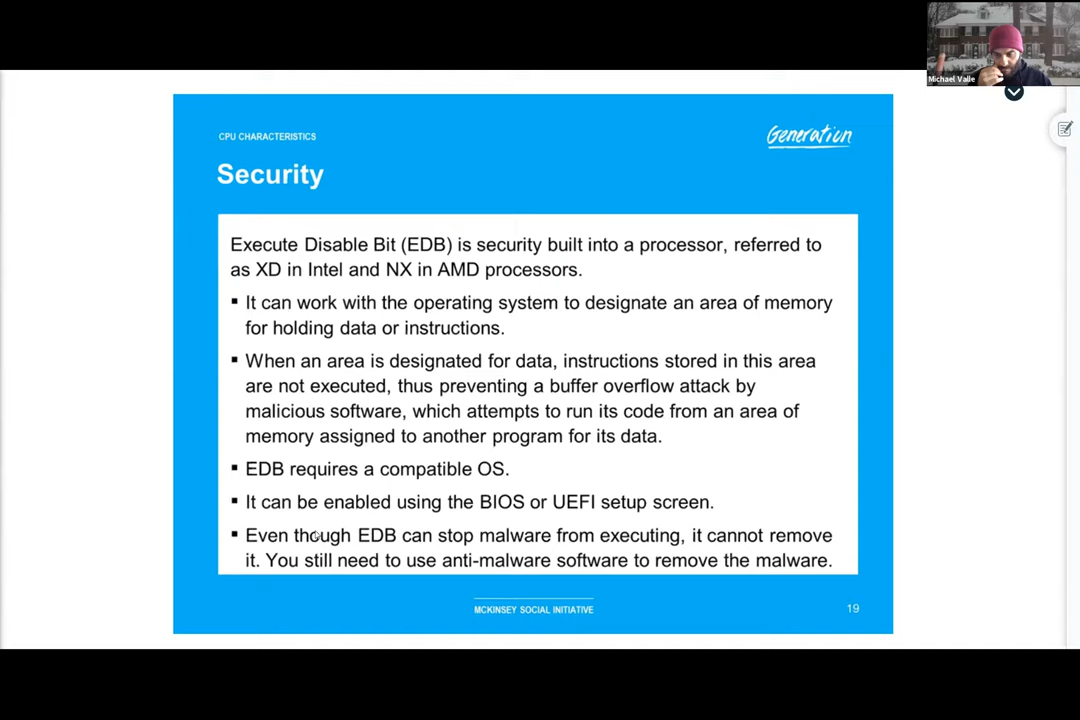 Michael Valle
CPU CHARACTERISTICS
Generation
Security
Execute Disable Bit (EDB) is security built into a processor, referred to
as XD in Intel and NX in AMD processors.
▪ It can work with the operating system to designate an area of memory
for holding data or instructions.
▪ When an area is designated for data, instructions stored in this area
are not executed, thus preventing a buffer overflow attack by
malicious software, which attempts to run its code from an area of
memory assigned to another program for its data.
▪ EDB requires a compatible OS.
▪ It can be enabled using the BIOS or UEFI setup screen.
▪ Even though EDB can stop malware from executing, it cannot remove
it. You still need to use anti-malware software to remove the malware.
MCKINSEY SOCIAL INITIATIVE
19